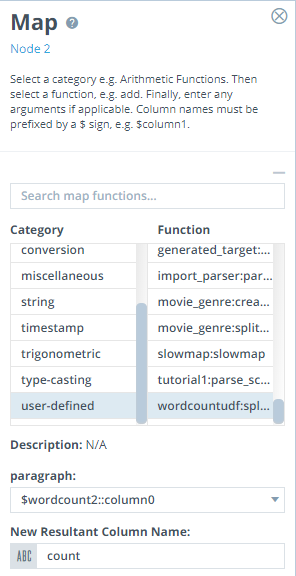 Map ?
Node 2
Select a category e.g. Arithmetic Functions. Then
select a function, e.g. add. Finally, enter any
arguments if applicable. Column names must be
prefixed by a $ sign, e.g. $column1.
Search map functions...
Category Function
conversion generated_target:...
miscellaneous import_parser:par...
string movie_genre:crea...
timestamp movie_genre:split...
trigonometric slowmap:slowmap
type-casting tutorial1:parse_sc...
user-defined wordcountudf:spl...
Description: N/A
paragraph:
$wordcount2::column0
New Resultant Column Name:
ABC count